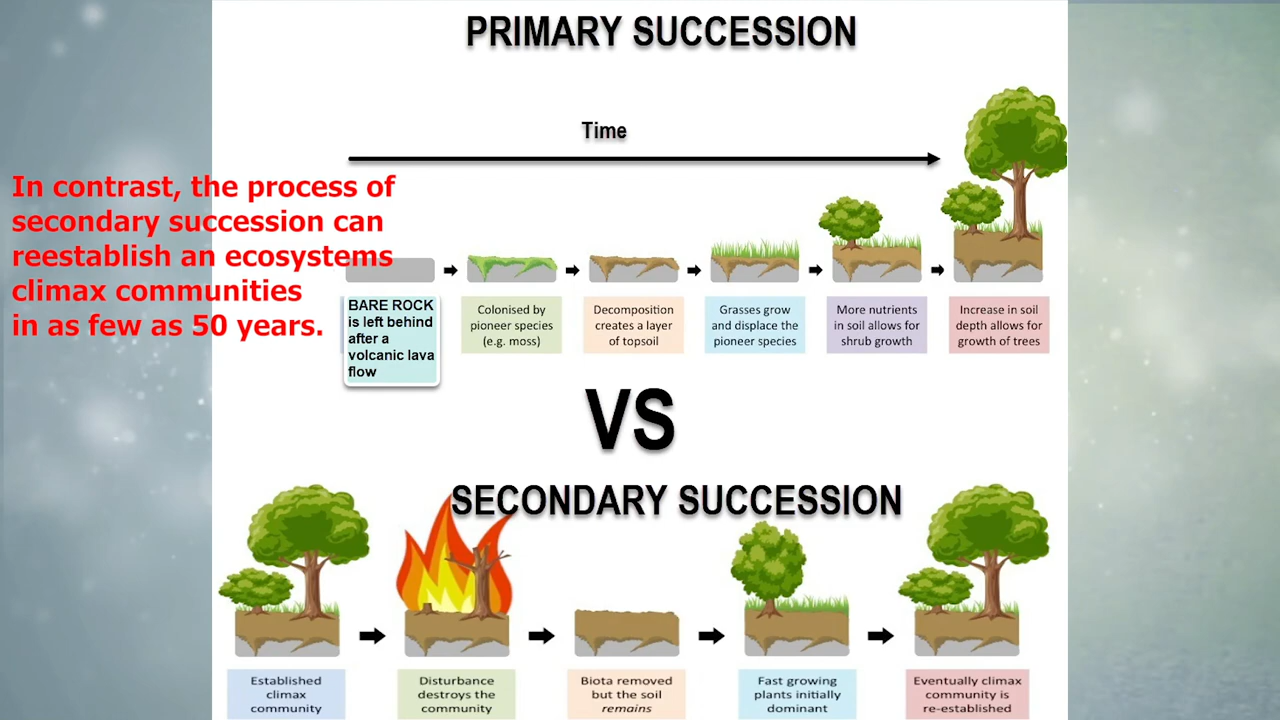 PRIMARY SUCCESSION
Time
In contrast, the process of
secondary succession can
reestablish an ecosystems
climax communities
in as few as 50 years.
BARE ROCK
is left behind
after a
volcanic lava
flow
Colonised by
pioneer species
(e.g. moss)
Decomposition
creates a layer
of topsoil
Grasses grow
and displace the
pioneer species
More nutrients
in soil allows for
shrub growth
Increase in soil
depth allows for
growth of trees
VS
SECONDARY SUCCESSION
Established
climax
community
Disturbance
destroys the
community
Biota removed
but the soil
remains
Fast growing
plants initially
dominant
Eventually climax
community is
re-established